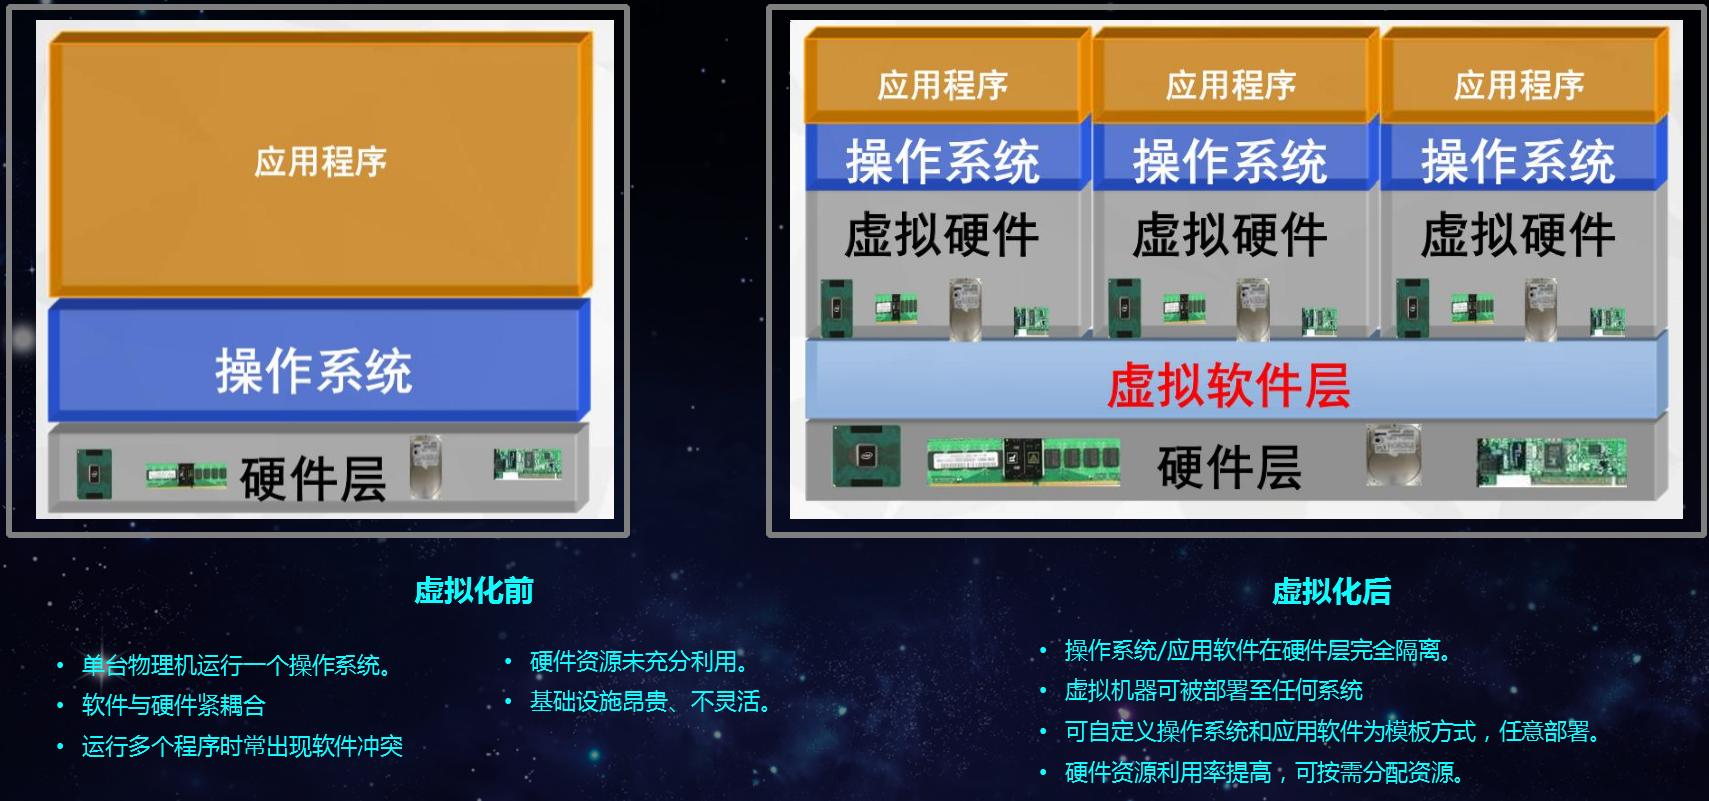 应用程序
操作系统
硬件层
应用程序 应用程序 应用程序
操作系统 操作系统 操作系统
虚拟硬件 虚拟硬件 虚拟硬件
虚拟软件层
硬件层
虚拟化前
• 单台物理机运行一个操作系统。
• 软件与硬件紧耦合
• 运行多个程序时常出现软件冲突
• 硬件资源未充分利用。
• 基础设施昂贵、不灵活。
虚拟化后
• 操作系统/应用软件在硬件层完全隔离。
• 虚拟机器可被部署至任何系统
• 可自定义操作系统和应用软件为模板方式，任意部署。
• 硬件资源利用率提高，可按需分配资源。